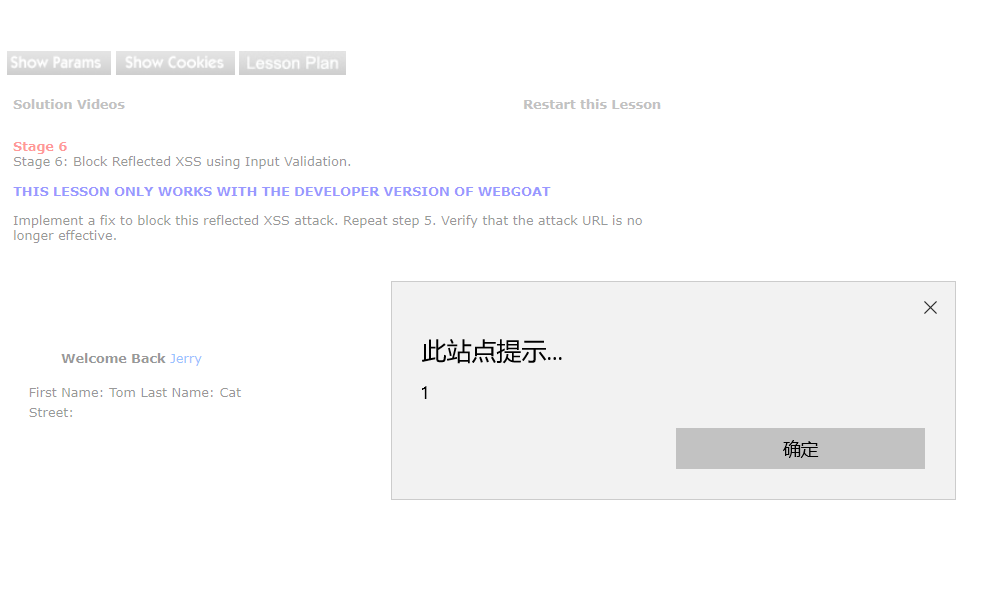 Show Params Show Cookies Lesson Plan
Solution Videos Restart this Lesson
Stage 6
Stage 6: Block Reflected XSS using Input Validation.
THIS LESSON ONLY WORKS WITH THE DEVELOPER VERSION OF WEBGOAT
Implement a fix to block this reflected XSS attack. Repeat step 5. Verify that the attack URL is no
longer effective.
此站点提示...
1
确定
Welcome Back Jerry
First Name: Tom Last Name: Cat
Street: